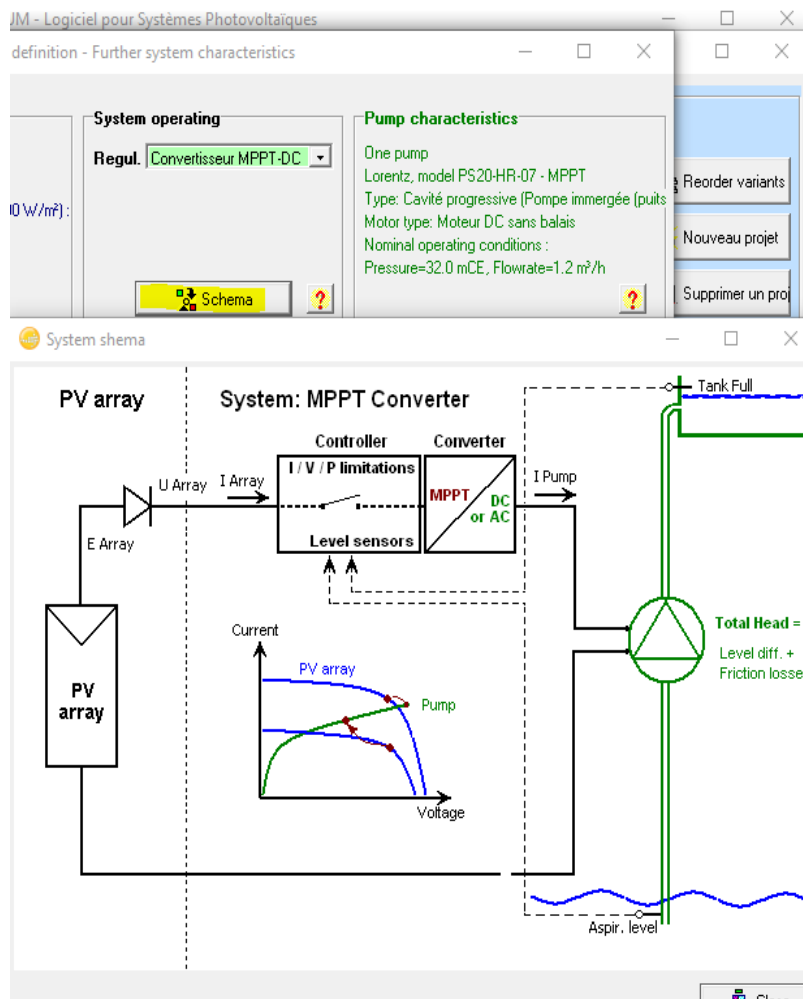 UM - Logiciel pour Systèmes Photovoltaïques
definition - Further system characteristics
System operating
Regul. Convertisseur MPPT-DC
00 W/m²) :
Schema
?
Pump characteristics
One pump
Lorentz, model PS20-HR-07 - MPPT
Type: Cavité progressive (Pompe immergée (puits
Motor type: Moteur DC sans balais
Nominal operating conditions :
Pressure=32.0 mCE, Flowrate=1.2 m³/h
?
Reorder variants
Nouveau projet
Supprimer un proj
System shema
PV array
System: MPPT Converter
Tank Full
Controller
Converter
I / V / P limitations
U Array
I Array
MPPT
DC
or AC
I Pump
Level sensors
E Array
PV
array
Current
PV array
Pump
Voltage
Total Head =
Level diff. +
Friction losse
Aspir. level